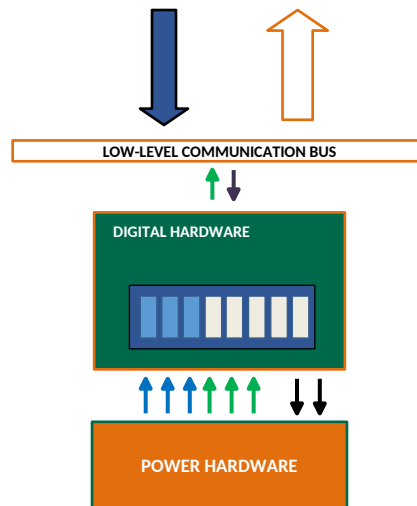 LOW-LEVEL COMMUNICATION BUS
DIGITAL HARDWARE
POWER HARDWARE